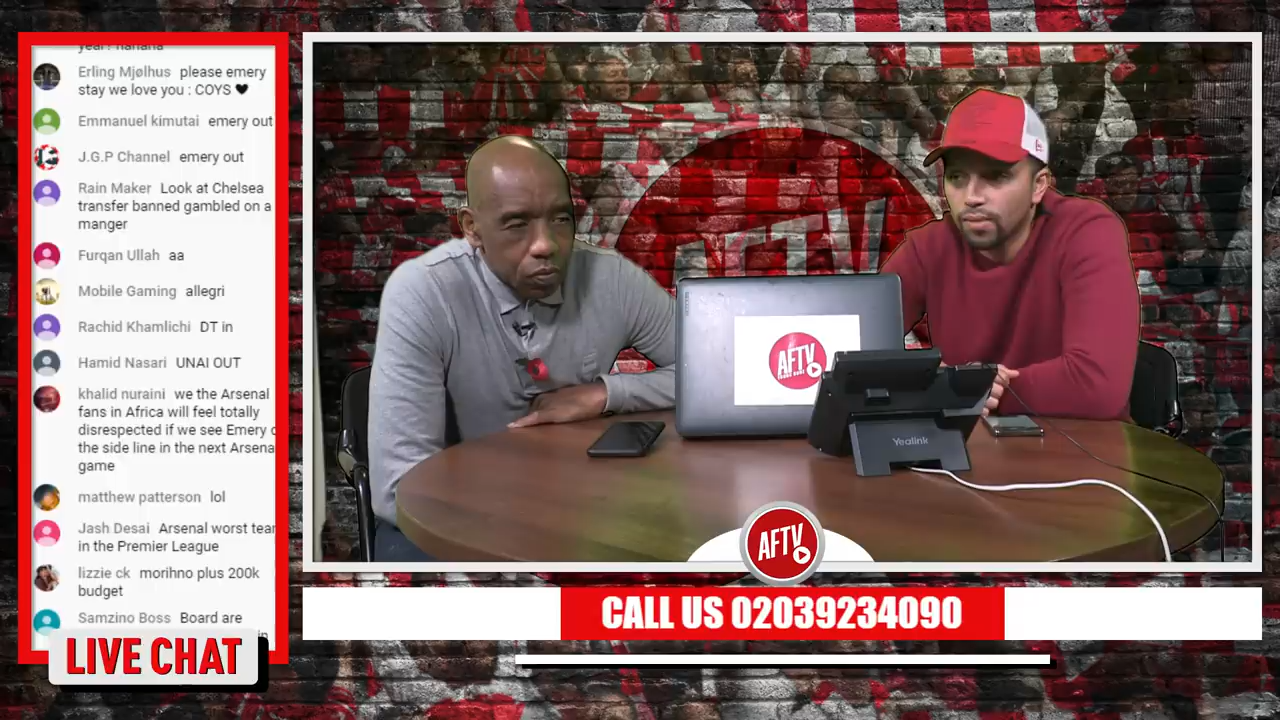 year! hahaha
Erling Mjølhus please emery
stay we love you : COYS 🖤
Emmanuel kimutai emery out
J.G.P Channel emery out
Rain Maker Look at Chelsea
transfer banned gambled on a
manger
Furqan Ullah aa
Mobile Gaming allegri
Rachid Khamlichi DT in
Hamid Nasari UNAI OUT
khalid nuraini we the Arsenal
fans in Africa will feel totally
disrespected if we see Emery
the side line in the next Arsena
game
matthew patterson lol
Jash Desai Arsenal worst tea
in the Premier League
lizzie ck morihno plus 200k
budget
Samzino Boss Board are
LIVE CHAT
AFTV
AFTV
Yealink
AFTV
CALL US 02039234090